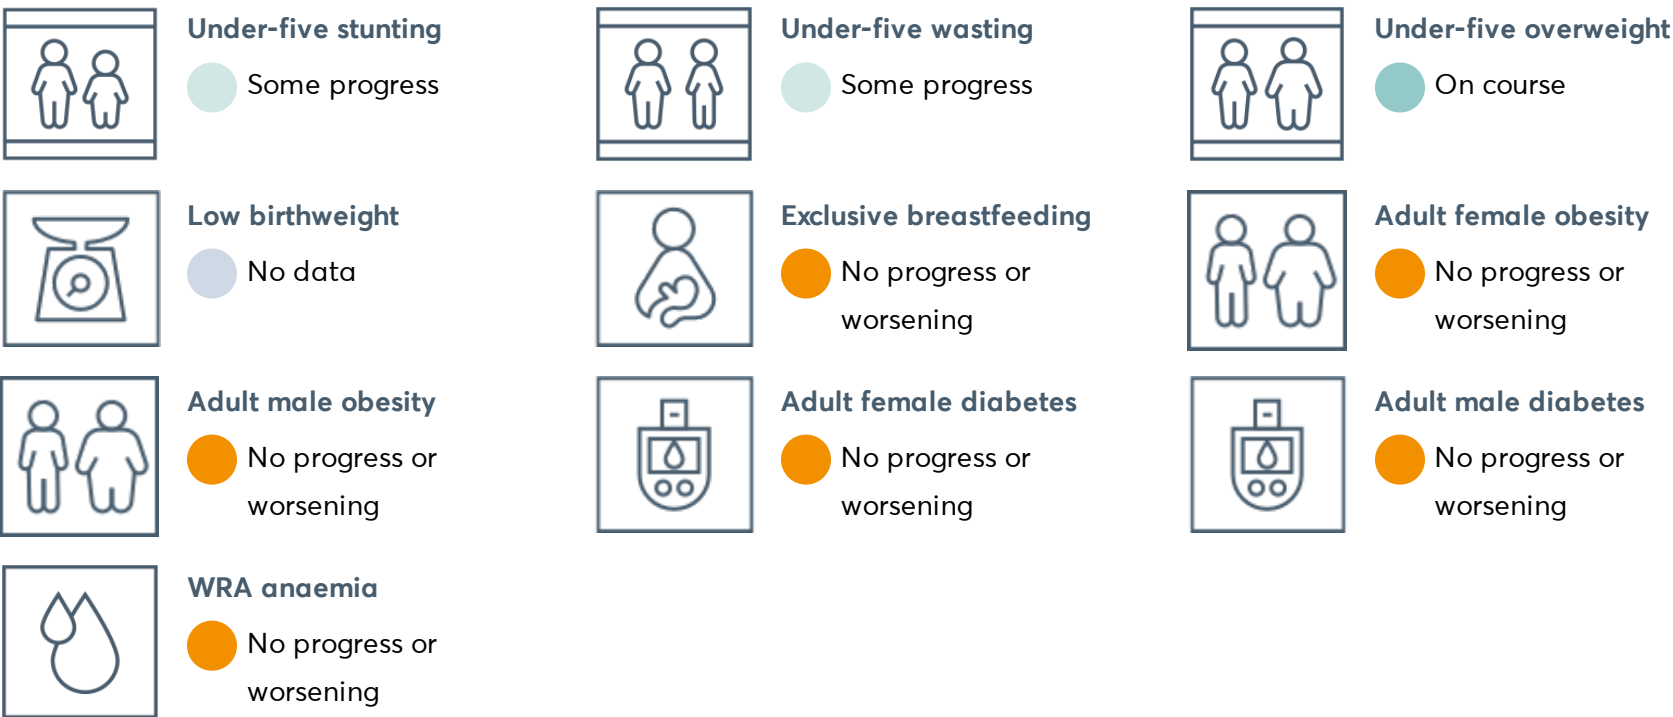 Under-five stunting
Some progress
Under-five wasting
Some progress
Under-five overweight
On course
Low birthweight
No data
Exclusive breastfeeding
No progress or
worsening
Adult female obesity
No progress or
worsening
Adult male obesity
No progress or
worsening
Adult female diabetes
No progress or
worsening
Adult male diabetes
No progress or
worsening
WRA anaemia
No progress or
worsening